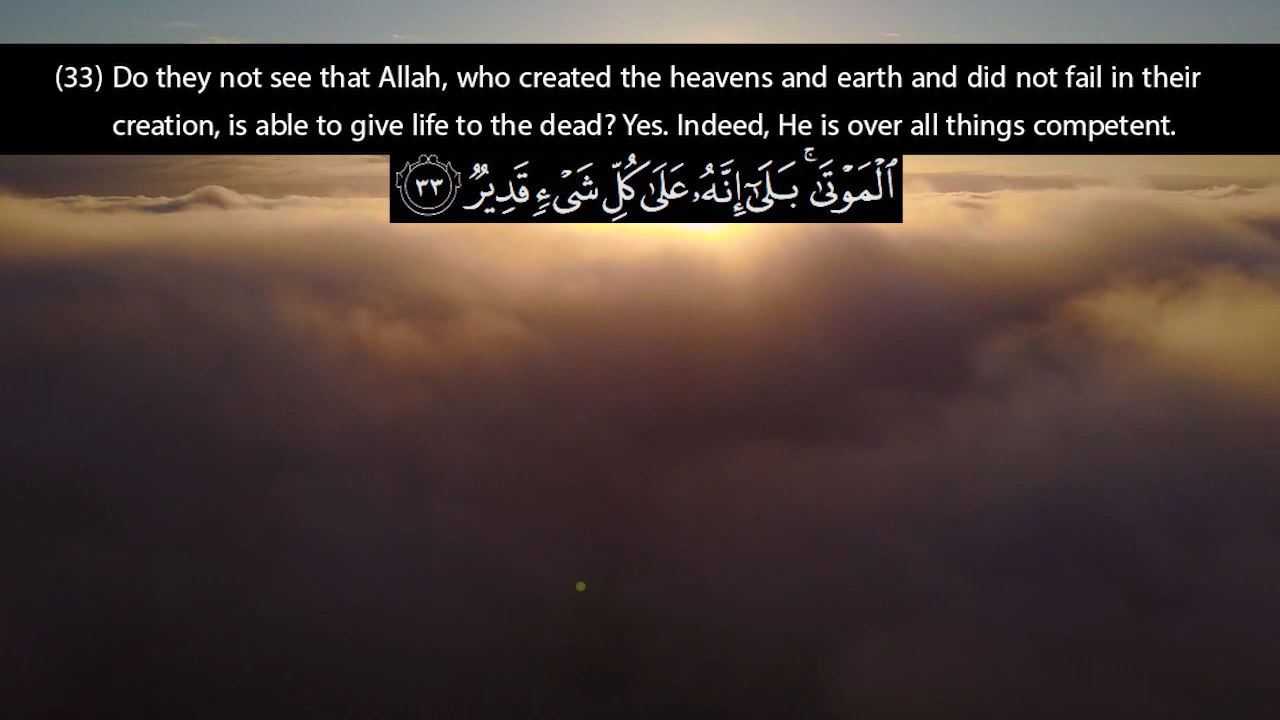 (33) Do they not see that Allah, who created the heavens and earth and did not fail in their
creation, is able to give life to the dead? Yes. Indeed, He is over all things competent.
ٱلْمَوْتَىٰ ۚ بَلَىٰٓ إِنَّهُۥ عَلَىٰ كُلِّ شَىْءٍ قَدِيرٌ ٣٣